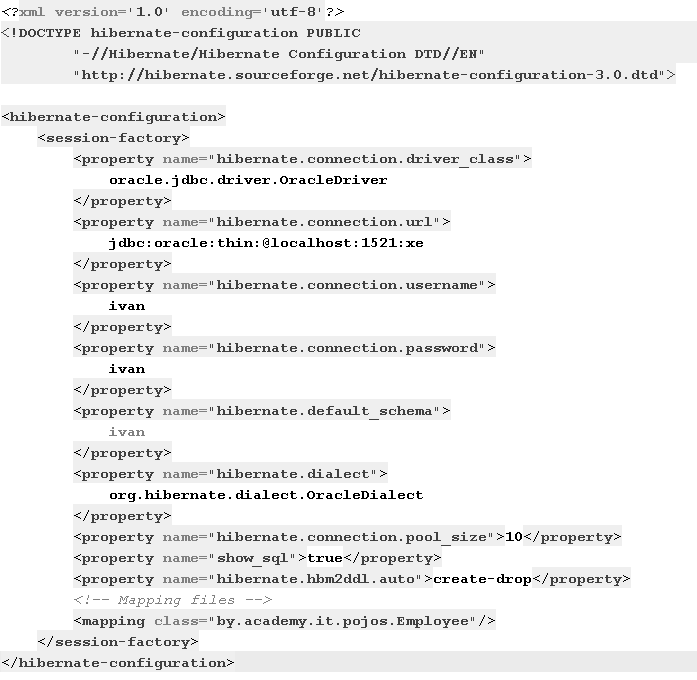 <?xml version='1.0' encoding='utf-8'?>
<!DOCTYPE hibernate-configuration PUBLIC
        "-//Hibernate/Hibernate Configuration DTD//EN"
        "http://hibernate.sourceforge.net/hibernate-configuration-3.0.dtd">

<hibernate-configuration>
    <session-factory>
        <property name="hibernate.connection.driver_class">
            oracle.jdbc.driver.OracleDriver
        </property>
        <property name="hibernate.connection.url">
            jdbc:oracle:thin:@localhost:1521:xe
        </property>
        <property name="hibernate.connection.username">
            ivan
        </property>
        <property name="hibernate.connection.password">
            ivan
        </property>
        <property name="hibernate.default_schema">
            ivan
        </property>
        <property name="hibernate.dialect">
            org.hibernate.dialect.OracleDialect
        </property>
        <property name="hibernate.connection.pool_size">10</property>
        <property name="show_sql">true</property>
        <property name="hibernate.hbm2ddl.auto">create-drop</property>
        <!-- Mapping files -->
        <mapping class="by.academy.it.pojos.Employee"/>
    </session-factory>
</hibernate-configuration>